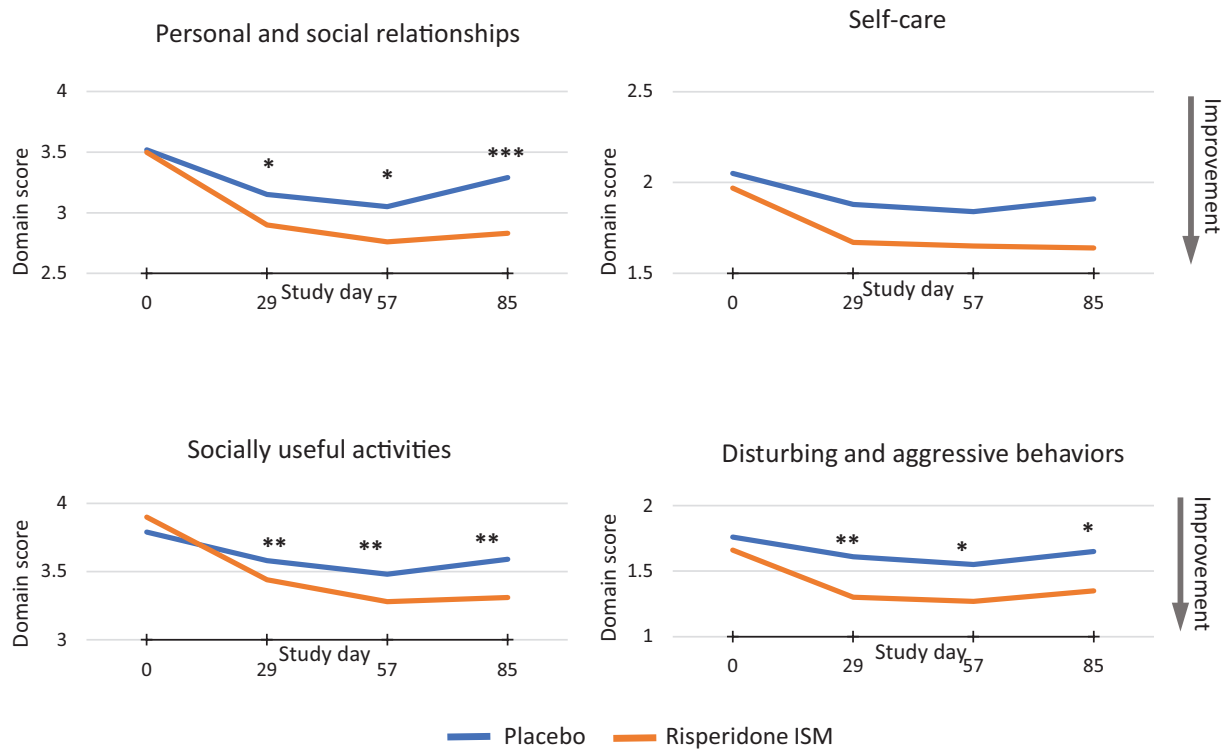 Personal and social relationships
4
3.5
3
2.5
Domain score
*
*
***
Study day
0
29
57
85
Self-care
2.5
2
1.5
Domain score
Study day
0
29
57
85
Improvement
Socially useful activities
4
3.5
3
Domain score
**
**
**
Study day
0
29
57
85
Disturbing and aggressive behaviors
2
1.5
1
Domain score
**
*
*
Study day
0
29
57
85
Improvement
Placebo
Risperidone ISM